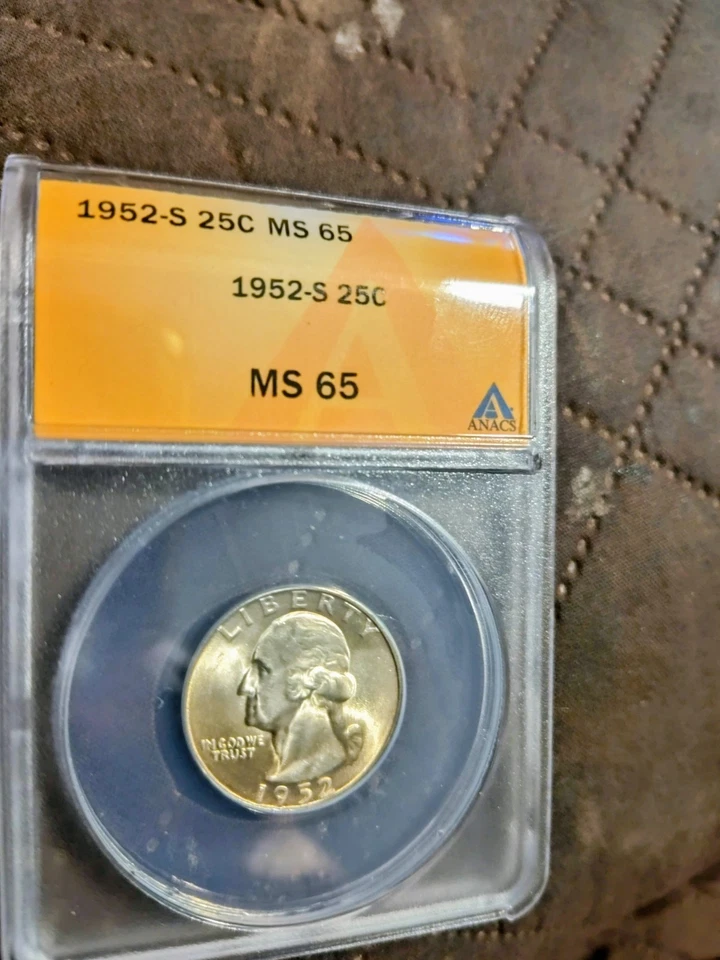 1952-S 25C MS 65
1952-S 25C
MS 65
ANACS
LIBERTY
IN GOD WE
TRUST
1952